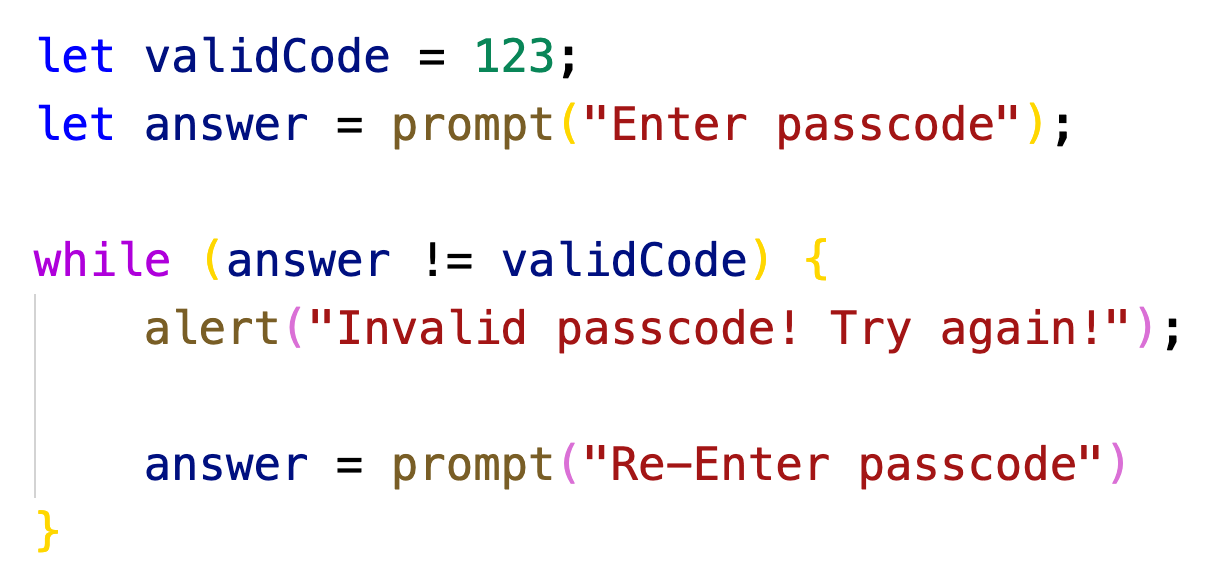 let validCode = 123;
let answer = prompt("Enter passcode");
while (answer != validCode) {
    alert("Invalid passcode! Try again!");
    answer = prompt("Re-Enter passcode")
}